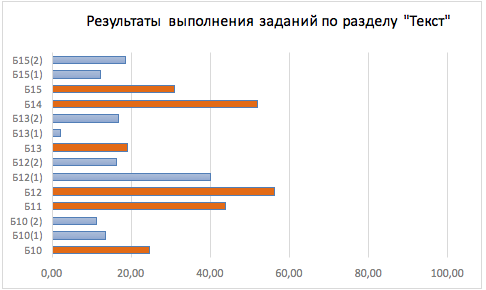 Результаты выполнения заданий по разделу "Текст"
Б15(2)
Б15(1)
Б15
Б14
Б13(2)
Б13(1)
Б13
Б12(2)
Б12(1)
Б12
Б11
Б10 (2)
Б10(1)
Б10
0,00 20,00 40,00 60,00 80,00 100,00